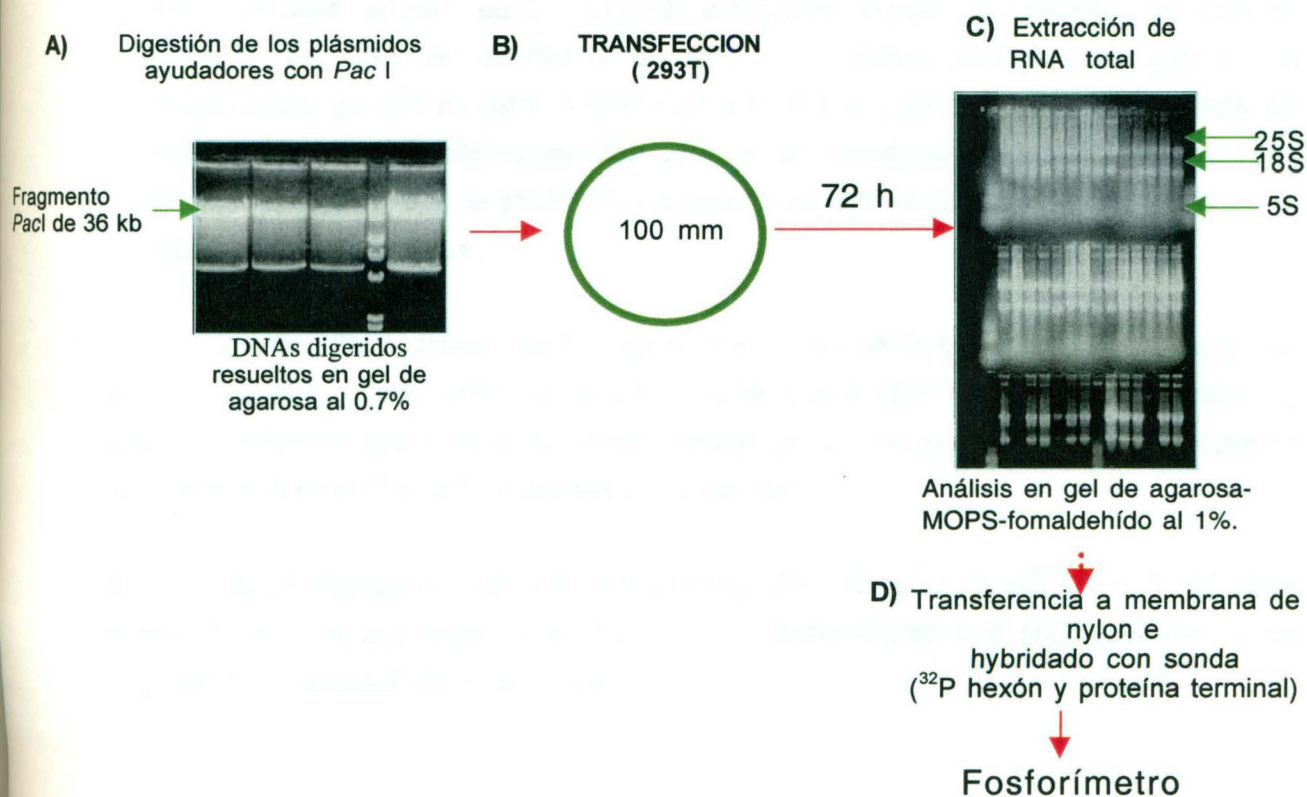 A) Digestión de los plásmidos
ayudadores con Pac I
Fragmento
PacI de 36 kb
DNAs digeridos
resueltos en gel de
agarosa al 0.7%
B) TRANSFECCION
( 293T)
100 mm
72 h
C) Extracción de
RNA total
25S
18S
5S
Análisis en gel de agarosa-
MOPS-fomaldehído al 1%.
D) Transferencia a membrana de
nylon e
hybridado con sonda
(³²P hexón y proteína terminal)
Fosforímetro